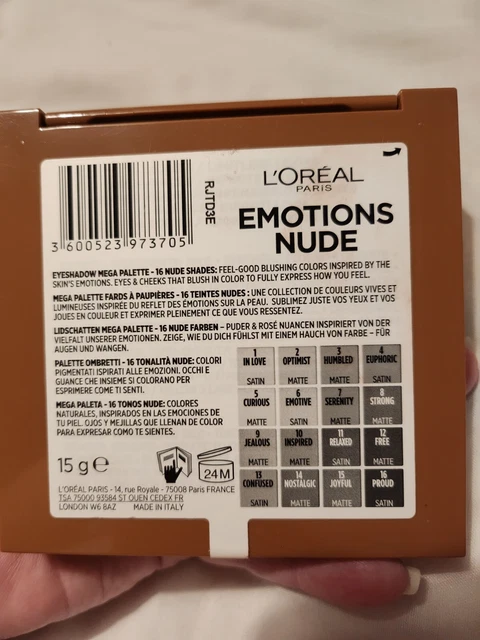 3 600523 973705
RJTD3E
L'ORÉAL
PARIS
EMOTIONS
NUDE
EYESHADOW MEGA PALETTE - 16 NUDE SHADES: FEEL-GOOD BLUSHING COLORS INSPIRED BY THE
SKIN'S EMOTIONS. EYES & CHEEKS THAT BLUSH IN COLOR TO FULLY EXPRESS HOW YOU FEEL.
MEGA PALETTE FARDS À PAUPIÈRES - 16 TEINTES NUDES : UNE COLLECTION DE COULEURS VIVES ET
LUMINEUSES INSPIRÉE DU REFLET DES ÉMOTIONS SUR LA PEAU. SUBLIMEZ JUSTE VOS YEUX ET VOS
JOUES EN COULEUR ET EXPRIMER PLEINEMENT CE QUE VOUS RESSENTEZ.
LIDSCHATTEN MEGA PALETTE - 16 NUDE FARBEN – PUDER & ROSÉ NUANCEN INSPIRIERT VON DER
VIELFALT UNSERER EMOTIONEN. ZEIGE, WIE DU DICH FÜHLST MIT EINEM HAUCH VON FARBE – FÜR
AUGEN UND WANGEN.
PALETTE OMBRETTI - 16 TONALITÀ NUDE: COLORI
PIGMENTATI ISPIRATI ALLE EMOZIONI. OCCHI E
GUANCE CHE INSIEME SI COLORANO PER
ESPRIMERE COME TI SENTI.
MEGA PALETA - 16 TONOS NUDE: COLORES
NATURALES, INSPIRADOS EN LAS EMOCIONES DE
TU PIEL. OJOS Y MEJILLAS QUE LLENAN DE COLOR
PARA EXPRESAR COMO TE SIENTES.
1 2 3 4
IN LOVE OPTIMIST HUMBLED EUPHORIC
SATIN MATTE MATTE SATIN
5 6 7 8
CURIOUS EMOTIVE SERENITY STRONG
MATTE SATIN MATTE MATTE
9 10 11 12
JEALOUS INSPIRED RELAXED FREE
MATTE MATTE SATIN MATTE
13 14 15 16
CONFUSED NOSTALGIC JOYFUL PROUD
SATIN MATTE MATTE SATIN
15 g ℮
24 M
L'ORÉAL PARIS - 14, rue Royale - 75008 Paris FRANCE
TSA 75000 93584 ST OUEN CEDEX FR
LONDON W6 8AZ MADE IN ITALY